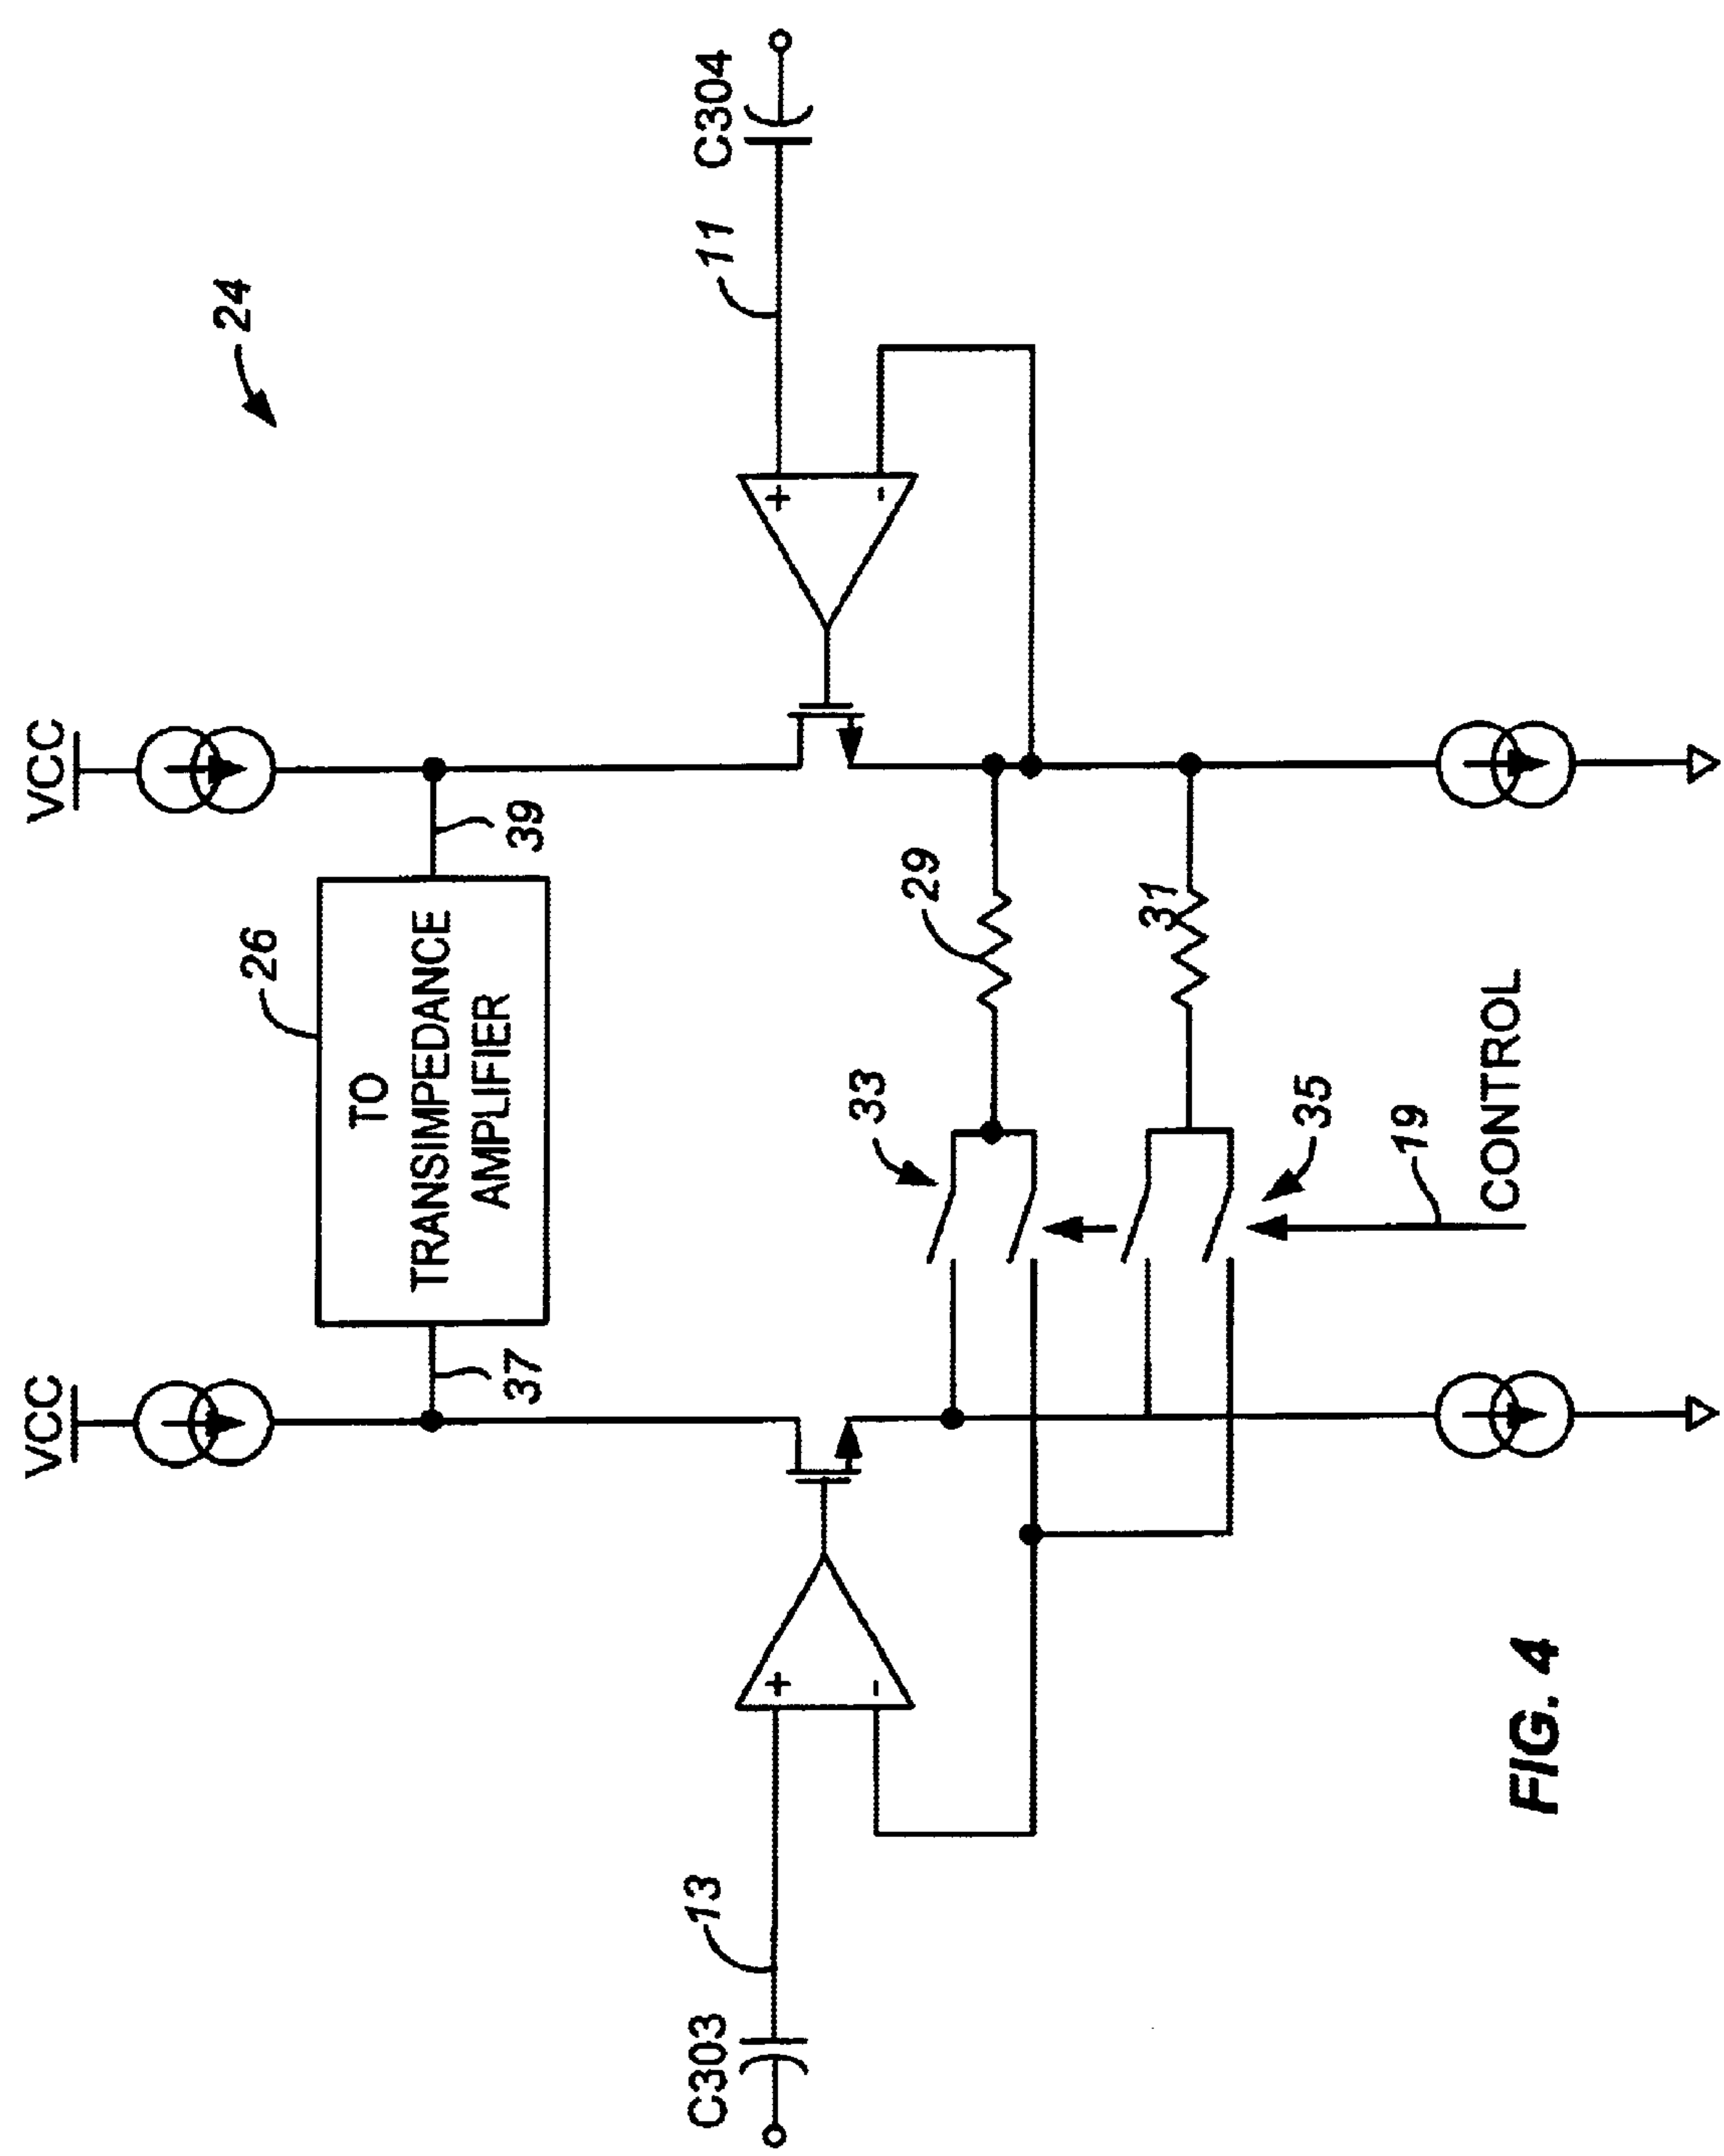 24
VCC
VCC
26
TO
TRANSIMPEDANCE
AMPLIFIER
37
39
C303
13
11
C304
+
-
+
-
33
29
31
35
19
CONTROL
FIG. 4